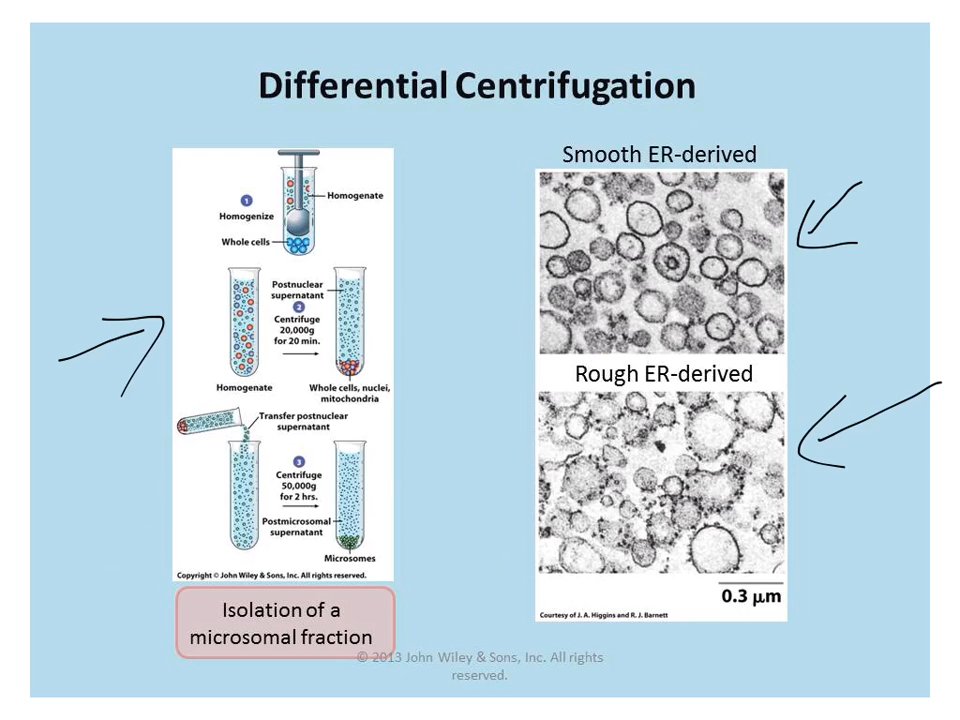 Differential Centrifugation
1
Homogenize
Homogenate
Whole cells
Postnuclear
supernatant
2
Centrifuge
20,000g
for 20 min.
Homogenate
Whole cells, nuclei,
mitochondria
Transfer postnuclear
supernatant
3
Centrifuge
50,000g
for 2 hrs.
Postmicrosomal
supernatant
Microsomes
Copyright © John Wiley & Sons, Inc. All rights reserved.
Isolation of a
microsomal fraction
Smooth ER-derived
Rough ER-derived
0.3 μm
Courtesy of J. A. Higgins and R. J. Barnett
© 2013 John Wiley & Sons, Inc. All rights
reserved.